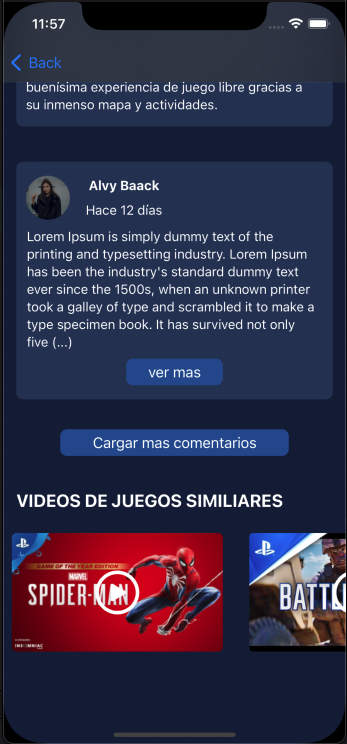 11:57
Back
buenísima experiencia de juego libre gracias a
su inmenso mapa y actividades.
Alvy Baack
Hace 12 días
Lorem Ipsum is simply dummy text of the
printing and typesetting industry. Lorem Ipsum
has been the industry's standard dummy text
ever since the 1500s, when an unknown printer
took a galley of type and scrambled it to make a
type specimen book. It has survived not only
five (...)
ver mas
Cargar mas comentarios
VIDEOS DE JUEGOS SIMILIARES
GAME OF THE YEAR EDITION
MARVEL
SPIDER-MAN
INSOMNIAC
BATTL